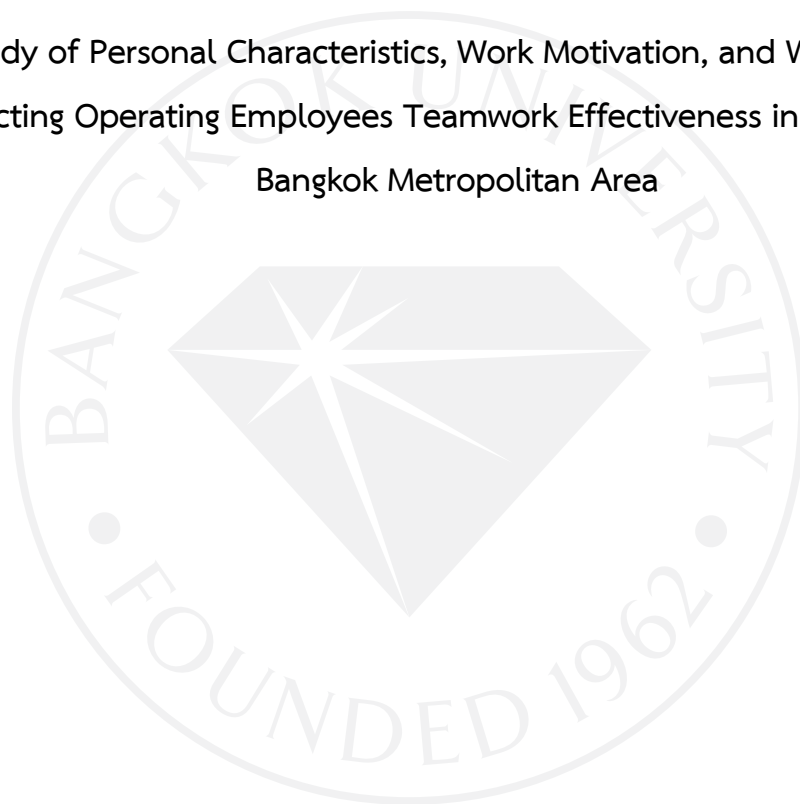 dy of Personal Characteristics, Work Motivation, and W
cting Operating Employees Teamwork Effectiveness in
Bangkok Metropolitan Area
BANGKOK UNIVERSITY
FOUNDED 1962